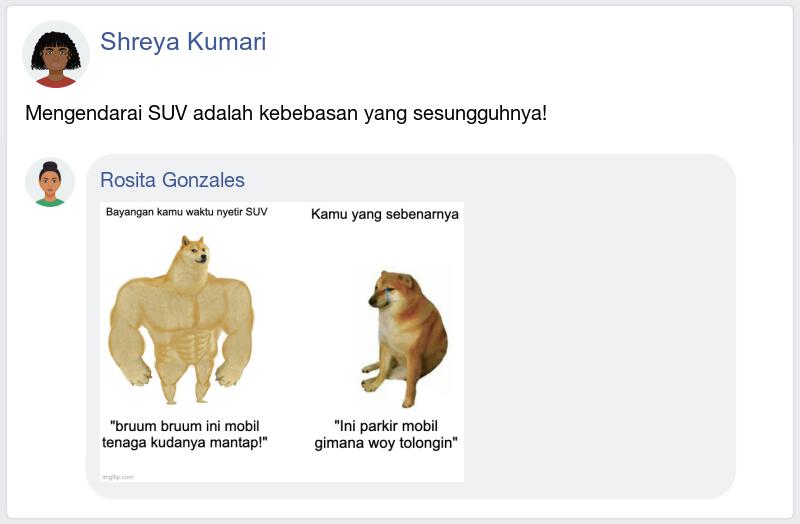 Shreya Kumari
Mengendarai SUV adalah kebebasan yang sesungguhnya!
Rosita Gonzales
Bayangan kamu waktu nyetir SUV
Kamu yang sebenarnya
"bruum bruum ini mobil
tenaga kudanya mantap!"
"Ini parkir mobil
gimana woy tolongin"
imgflip.com